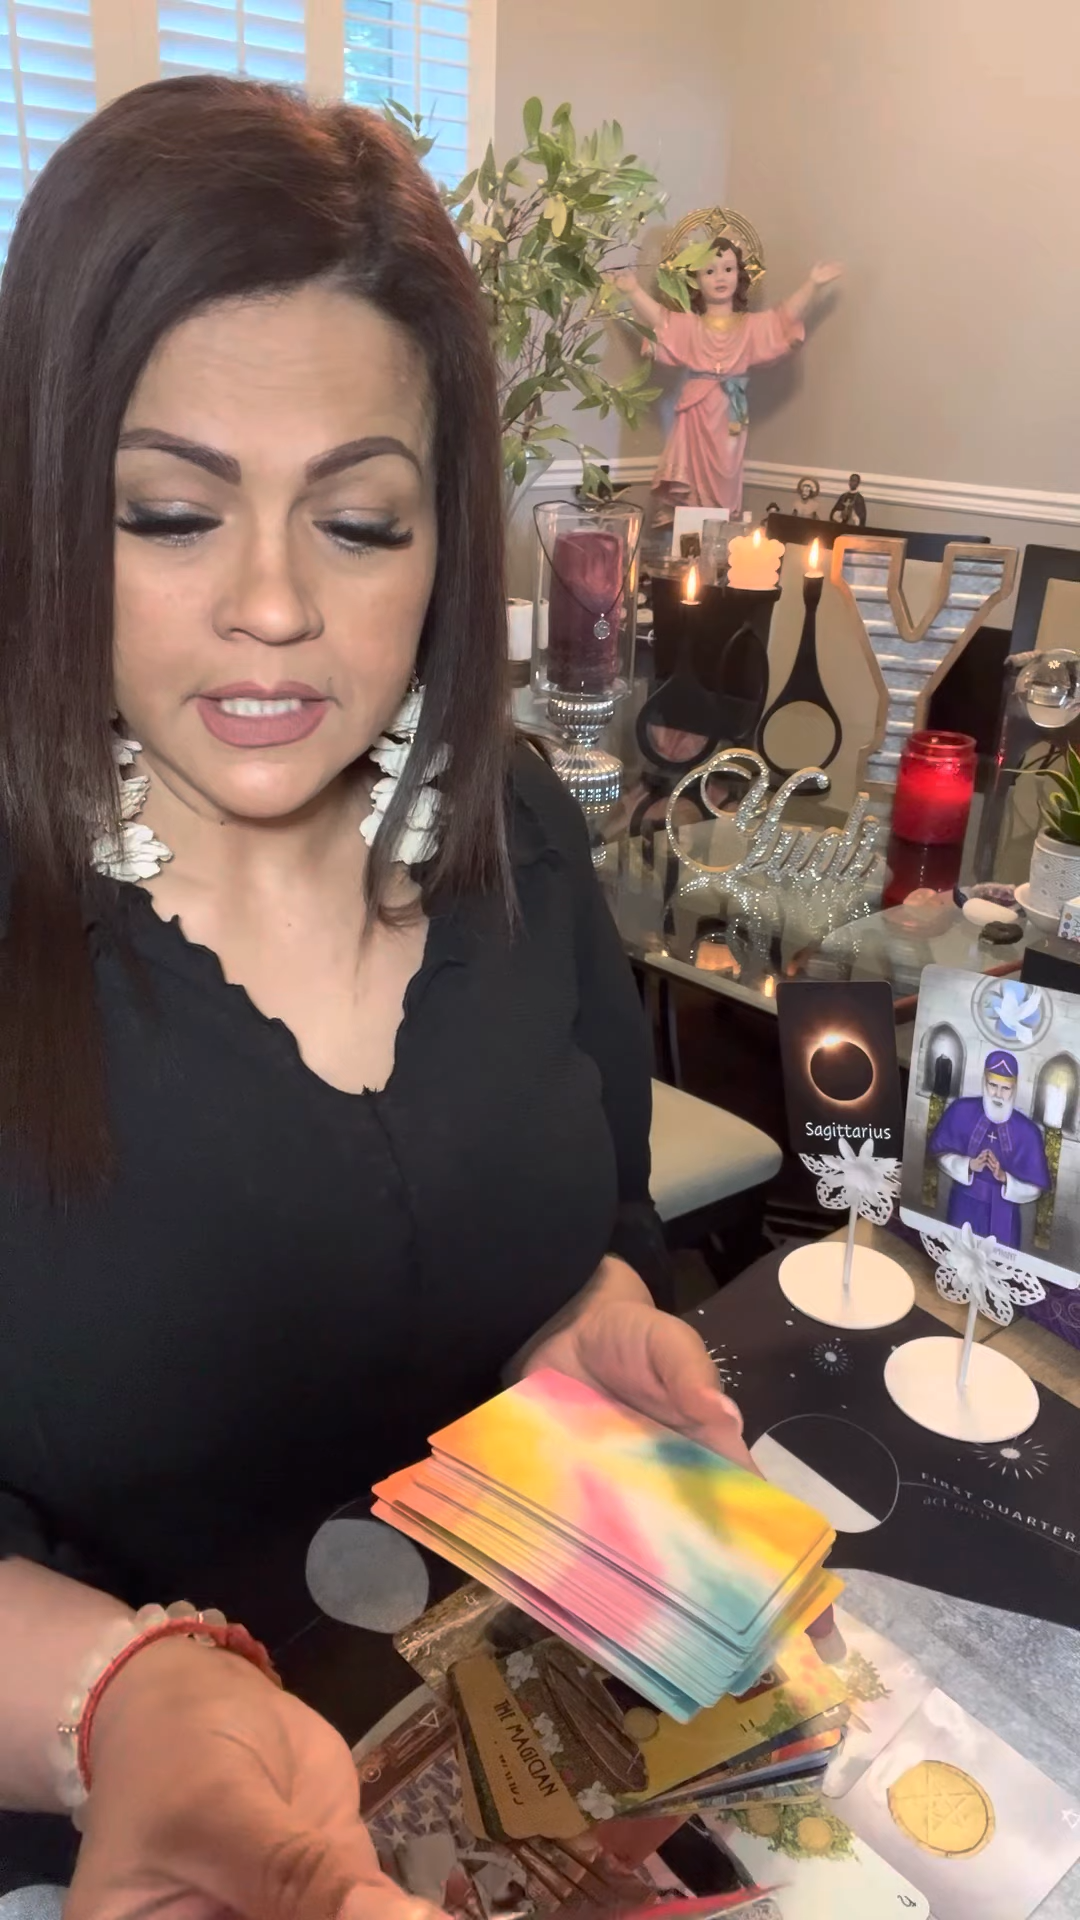 Y
Yudi
Sagittarius
FIRST QUARTER
act on it
THE MAGICIAN